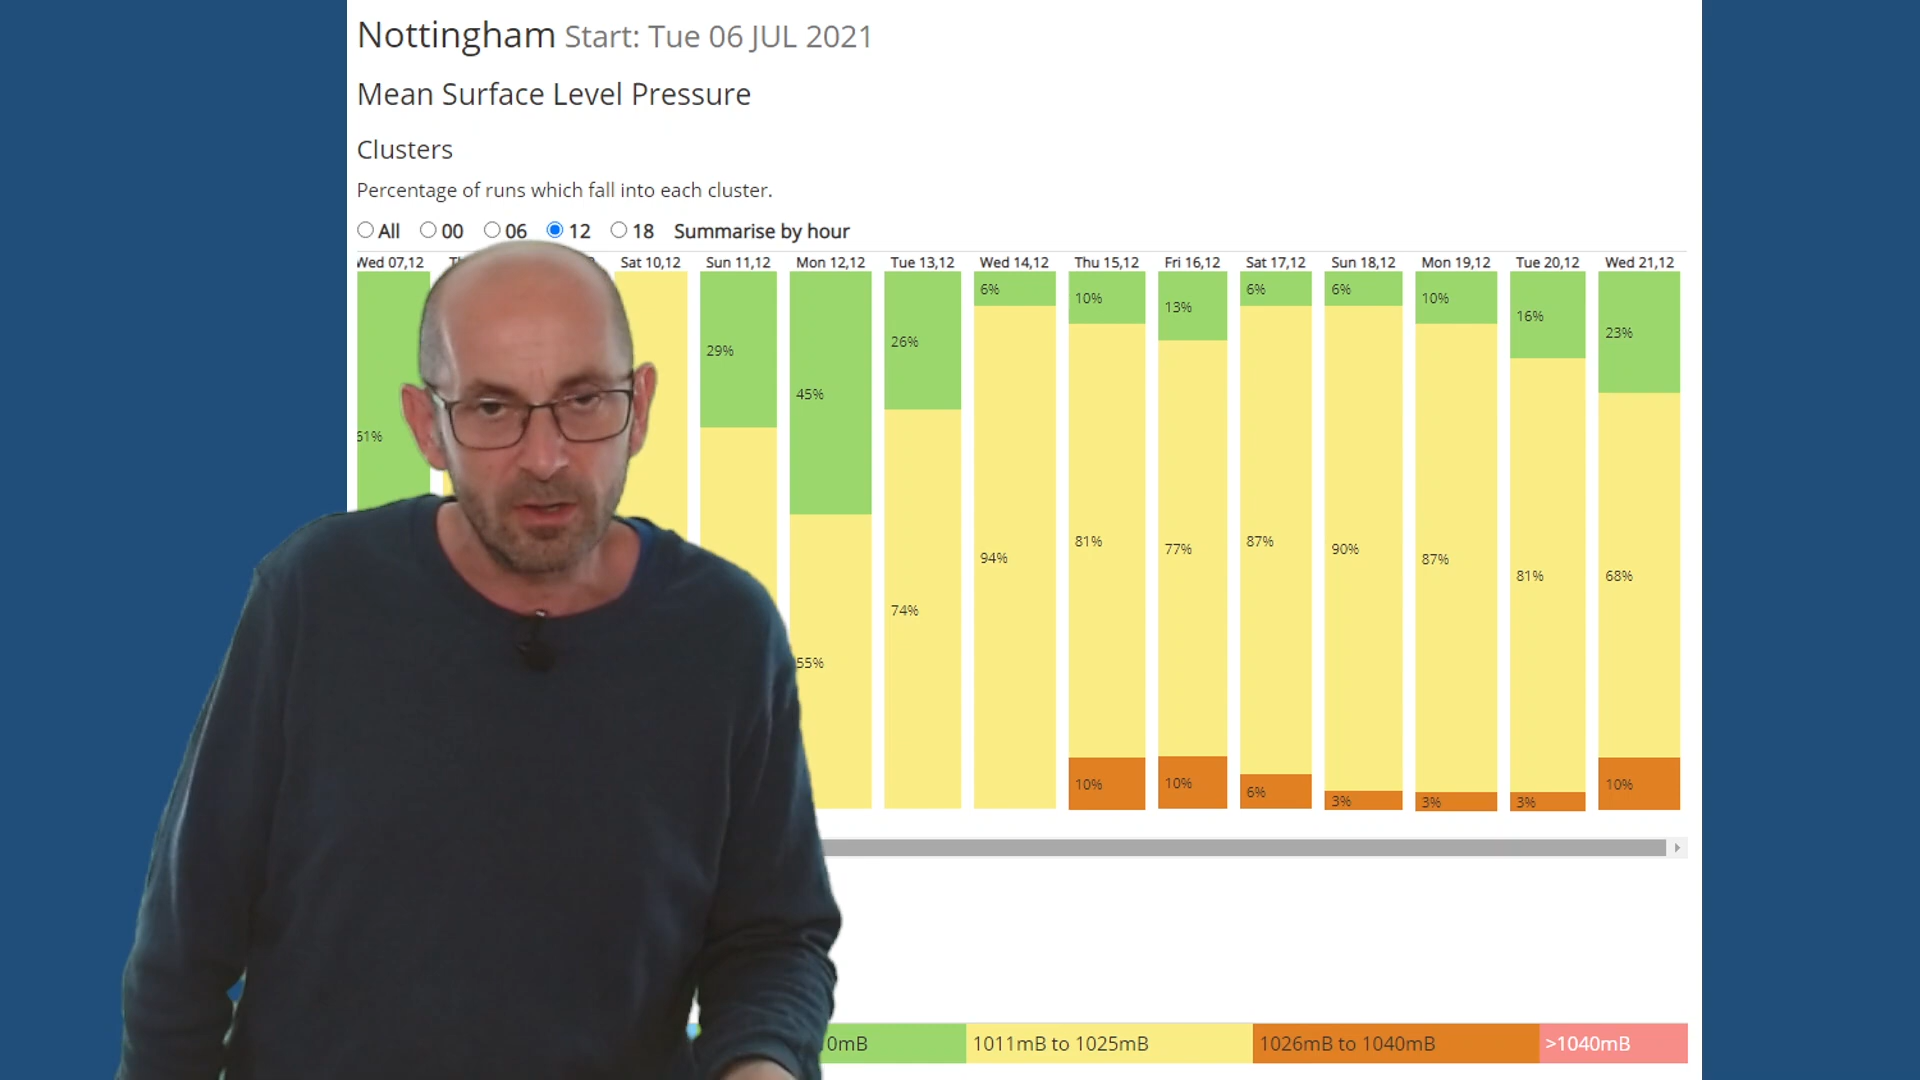 Nottingham Start: Tue 06 JUL 2021
Mean Surface Level Pressure
Clusters
Percentage of runs which fall into each cluster.
All 00 06 12 18 Summarise by hour
Wed 07,12 Sat 10,12 Sun 11,12 Mon 12,12 Tue 13,12 Wed 14,12 Thu 15,12 Fri 16,12 Sat 17,12 Sun 18,12 Mon 19,12 Tue 20,12 Wed 21,12
6% 10% 13% 6% 6% 10% 16% 23%
29% 45% 26%
61%
94% 81% 77% 87% 90% 87% 81% 68%
55% 74%
10% 10% 6% 3% 3% 3% 10%
0mB 1011mB to 1025mB 1026mB to 1040mB >1040mB